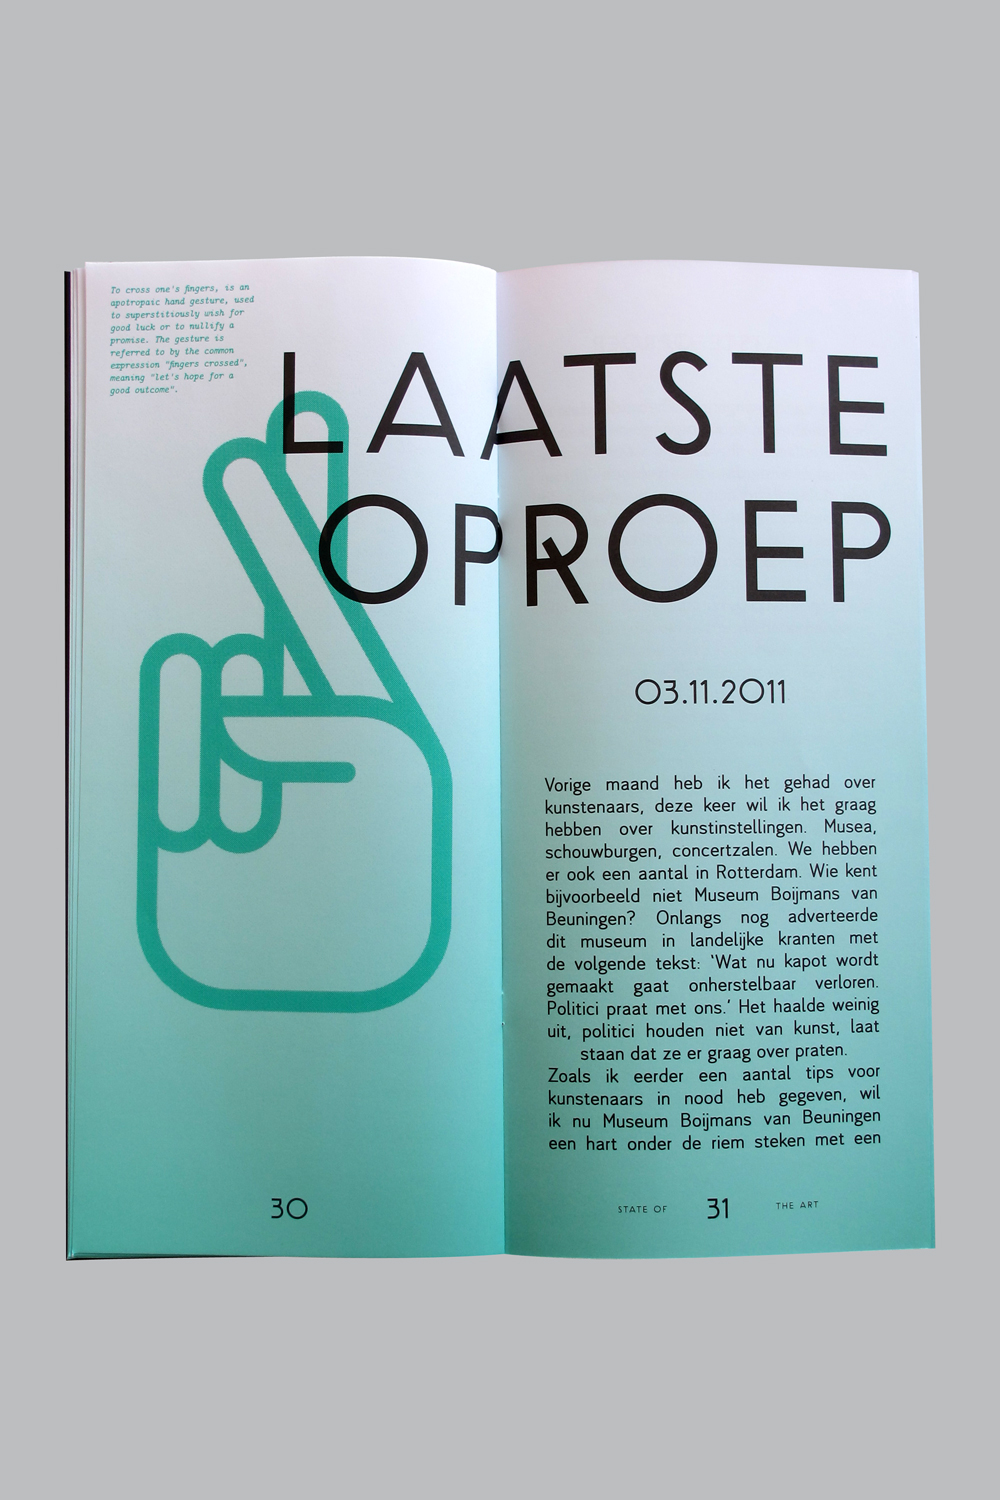 To cross one's fingers, is an
apotropaic hand gesture, used
to superstitiously wish for
good luck or to nullify a
promise. The gesture is
referred to by the common
expression "fingers crossed",
meaning "let's hope for a
good outcome".
LAATSTE
OPROEP
03.11.2011
Vorige maand heb ik het gehad over
kunstenaars, deze keer wil ik het graag
hebben over kunstinstellingen. Musea,
schouwburgen, concertzalen. We hebben
er ook een aantal in Rotterdam. Wie kent
bijvoorbeeld niet Museum Boijmans van
Beuningen? Onlangs nog adverteerde
dit museum in landelijke kranten met
de volgende tekst: 'Wat nu kapot wordt
gemaakt gaat onherstelbaar verloren.
Politici praat met ons.' Het haalde weinig
uit, politici houden niet van kunst, laat
staan dat ze er graag over praten.
Zoals ik eerder een aantal tips voor
kunstenaars in nood heb gegeven, wil
ik nu Museum Boijmans van Beuningen
een hart onder de riem steken met een
30
STATE OF 31 THE ART